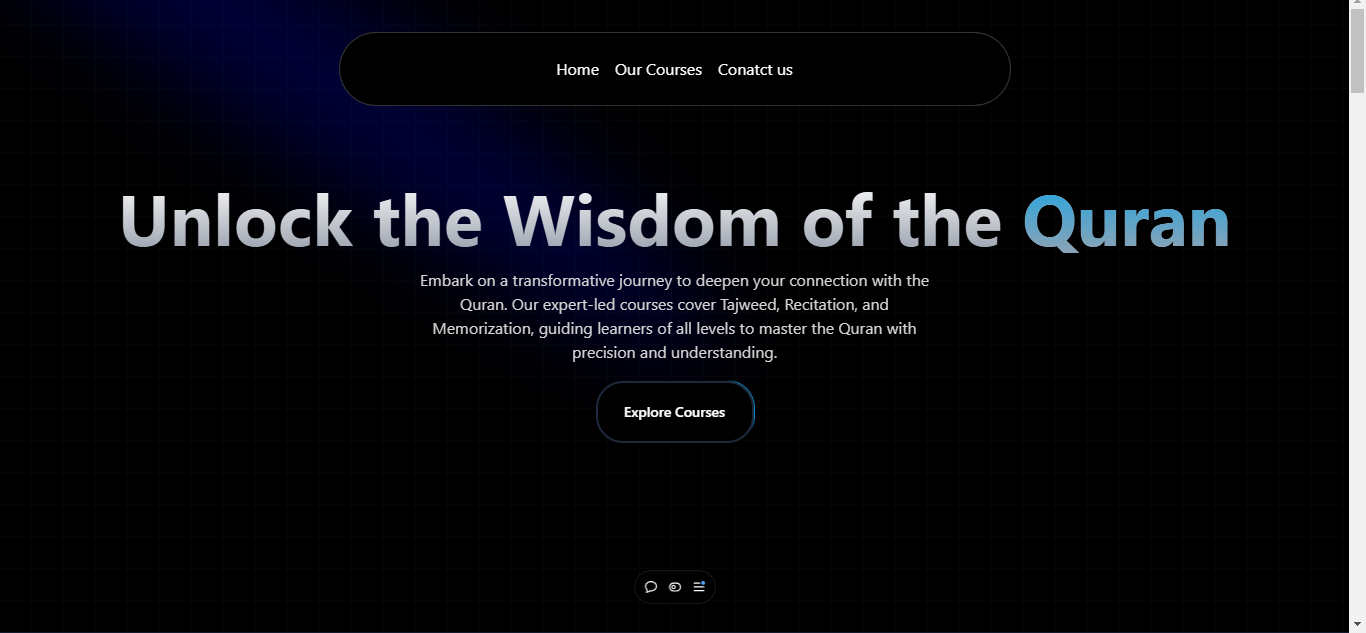 Home Our Courses Conatct us
Unlock the Wisdom of the Quran
Embark on a transformative journey to deepen your connection with the
Quran. Our expert-led courses cover Tajweed, Recitation, and
Memorization, guiding learners of all levels to master the Quran with
precision and understanding.
Explore Courses